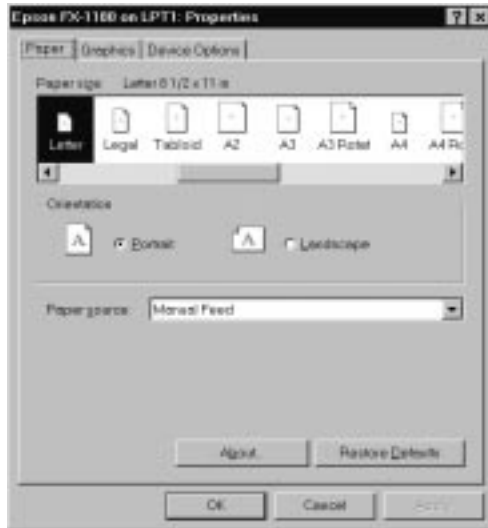 Epson FX-1180 on LPT1: Properties
Paper Graphics Device Options
Paper size: Letter 8 1/2 x 11 in
Letter Legal Tabloid A2 A3 A3 Rotat A4 A4 Ro
Orientation
A Portrait A Landscape
Paper source: Manual Feed
About... Restore Defaults
OK Cancel Apply